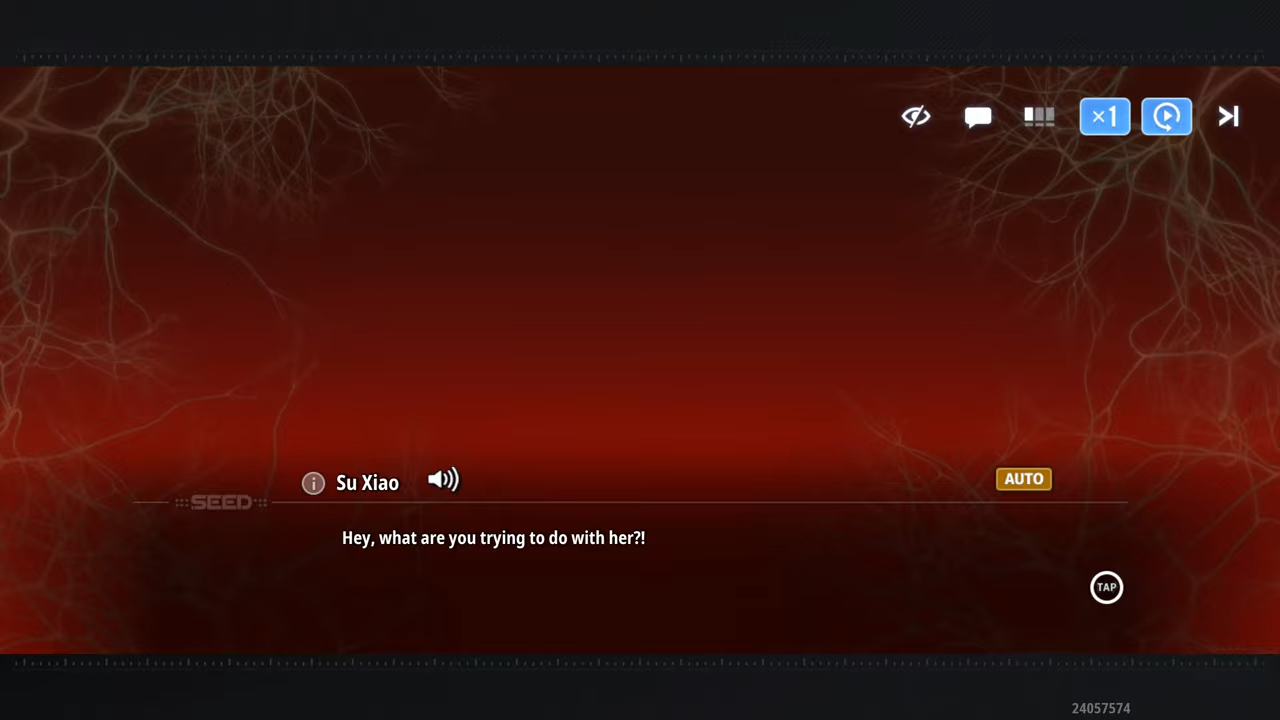 ×1
Su Xiao
AUTO
SEED
Hey, what are you trying to do with her?!
TAP
24057574